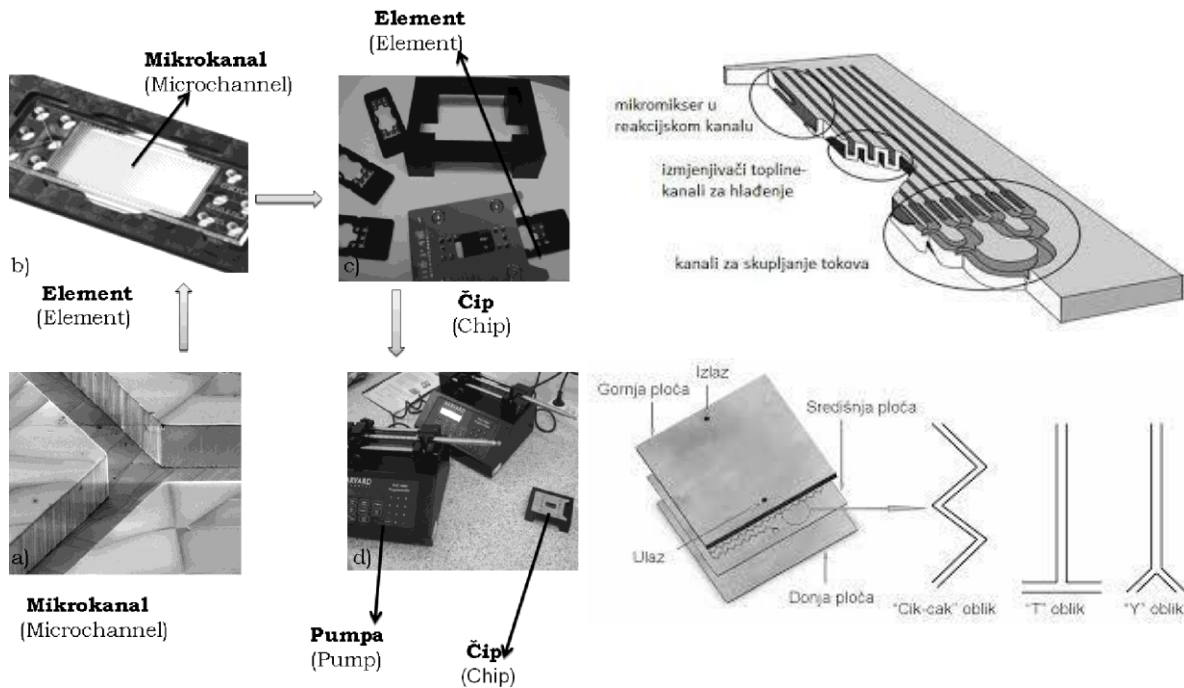 Element
(Element)
Mikrokanal
(Microchannel)
b)
c)
Element
(Element)
Čip
(Chip)
a)
HARVARD
d)
Mikrokanal
(Microchannel)
Pumpa
(Pump)
Čip
(Chip)
mikromikser u
reakcijskom kanalu
izmjenjivači topline-
kanali za hlađenje
kanali za skupljanje tokova
Izlaz
Gornja ploča
Središnja ploča
Ulaz
Donja ploča
"Cik-cak" oblik
"T" oblik
"Y" oblik